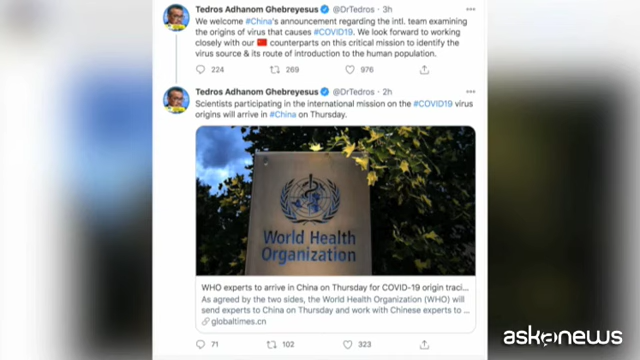 Tedros Adhanom Ghebreyesus @DrTedros · 3h
We welcome #China's announcement regarding the intl. team examining
the origins of virus that causes #COVID19. We look forward to working
closely with our 🇨🇳 counterparts on this critical mission to identify the
virus source & its route of introduction to the human population.
224 269 976
Tedros Adhanom Ghebreyesus @DrTedros · 2h
Scientists participating in the international mission on the #COVID19 virus
origins will arrive in #China on Thursday.
World Health
Organization
WHO experts to arrive in China on Thursday for COVID-19 origin traci...
As agreed by the two sides, the World Health Organization (WHO) will
send experts to China on Thursday and work with Chinese experts to ...
globaltimes.cn
71 102 323
askanews